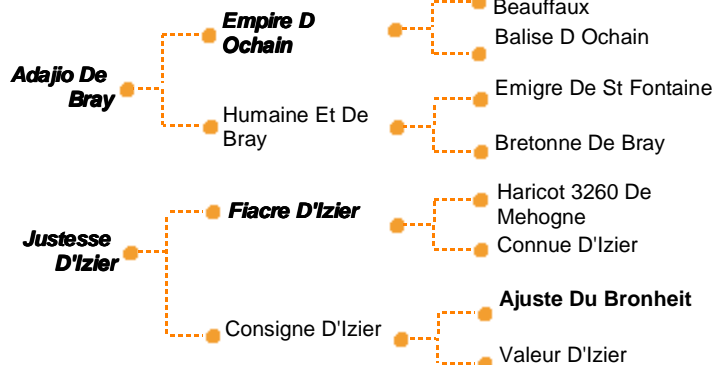 Beauffaux
Empire D
Ochain
Balise D Ochain
Adajio De
Bray
Emigre De St Fontaine
Humaine Et De
Bray
Bretonne De Bray
Haricot 3260 De
Mehogne
Fiacre D'Izier
Justesse
D'Izier
Connue D'Izier
Ajuste Du Bronheit
Consigne D'Izier
Valeur D'Izier